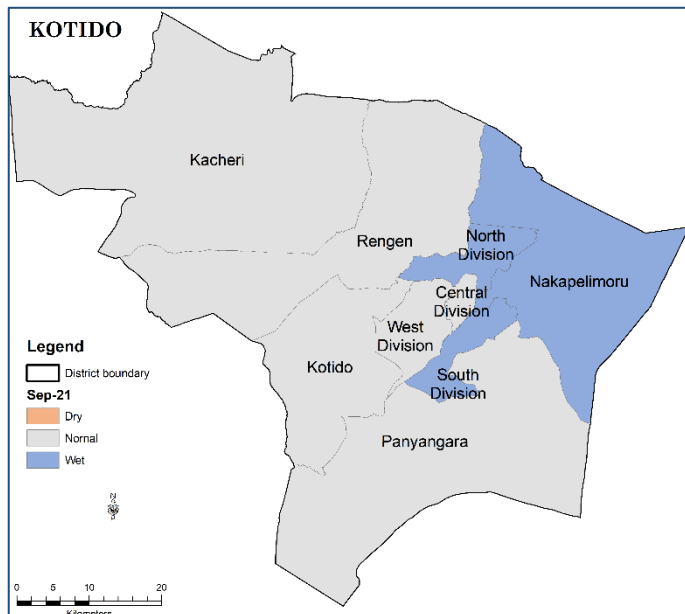 KOTIDO
Kacheri
Rengen
North
Division
Nakapelimoru
Central
Division
West
Division
Kotido
South
Division
Panyangara
Legend
District boundary
Sep-21
Dry
Nornal
Wet
0 5 10 20
Kilometers